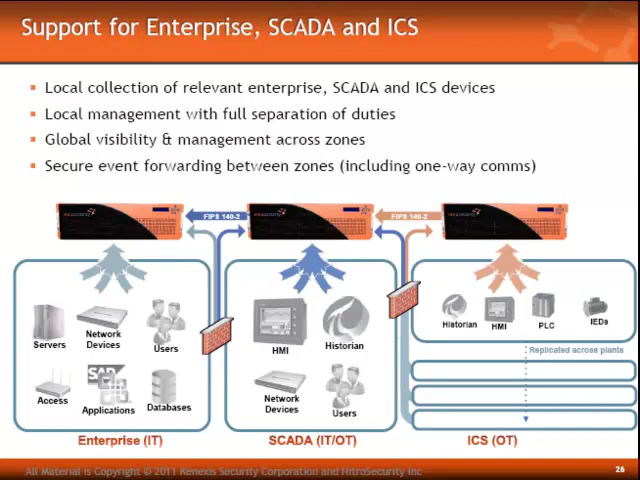 Support for Enterprise, SCADA and ICS
Local collection of relevant enterprise, SCADA and ICS devices
Local management with full separation of duties
Global visibility & management across zones
Secure event forwarding between zones (including one-way comms)
FIPS 140-2
FIPS 140-2
Servers
Network
Devices
Users
Access
Applications
Databases
SAP
HMI
Historian
Network
Devices
Users
Historian
HMI
PLC
IEDs
Replicated across plants
Enterprise (IT)
SCADA (IT/OT)
ICS (OT)
All Material is Copyright © 2011 Kenexis Security Corporation and NitroSecurity Inc
26